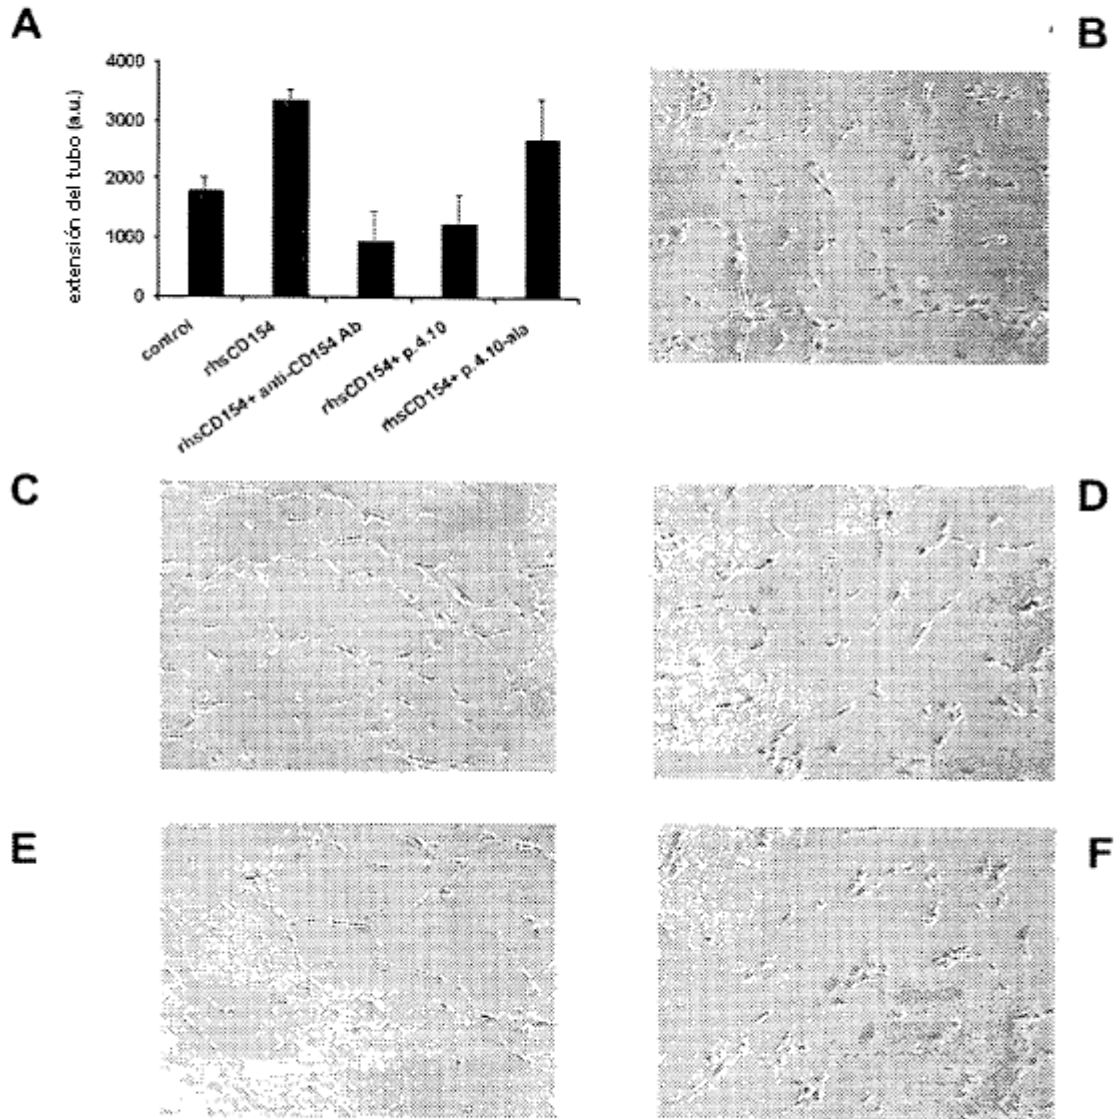 A
B
extensión del tubo (a.u.)
4000
3000
2000
1000
0
control
rhsCD154
rhsCD154+ anti-CD154 Ab
rhsCD154+ p.4.10
rhsCD154+ p.4.10-ala
C
D
E
F